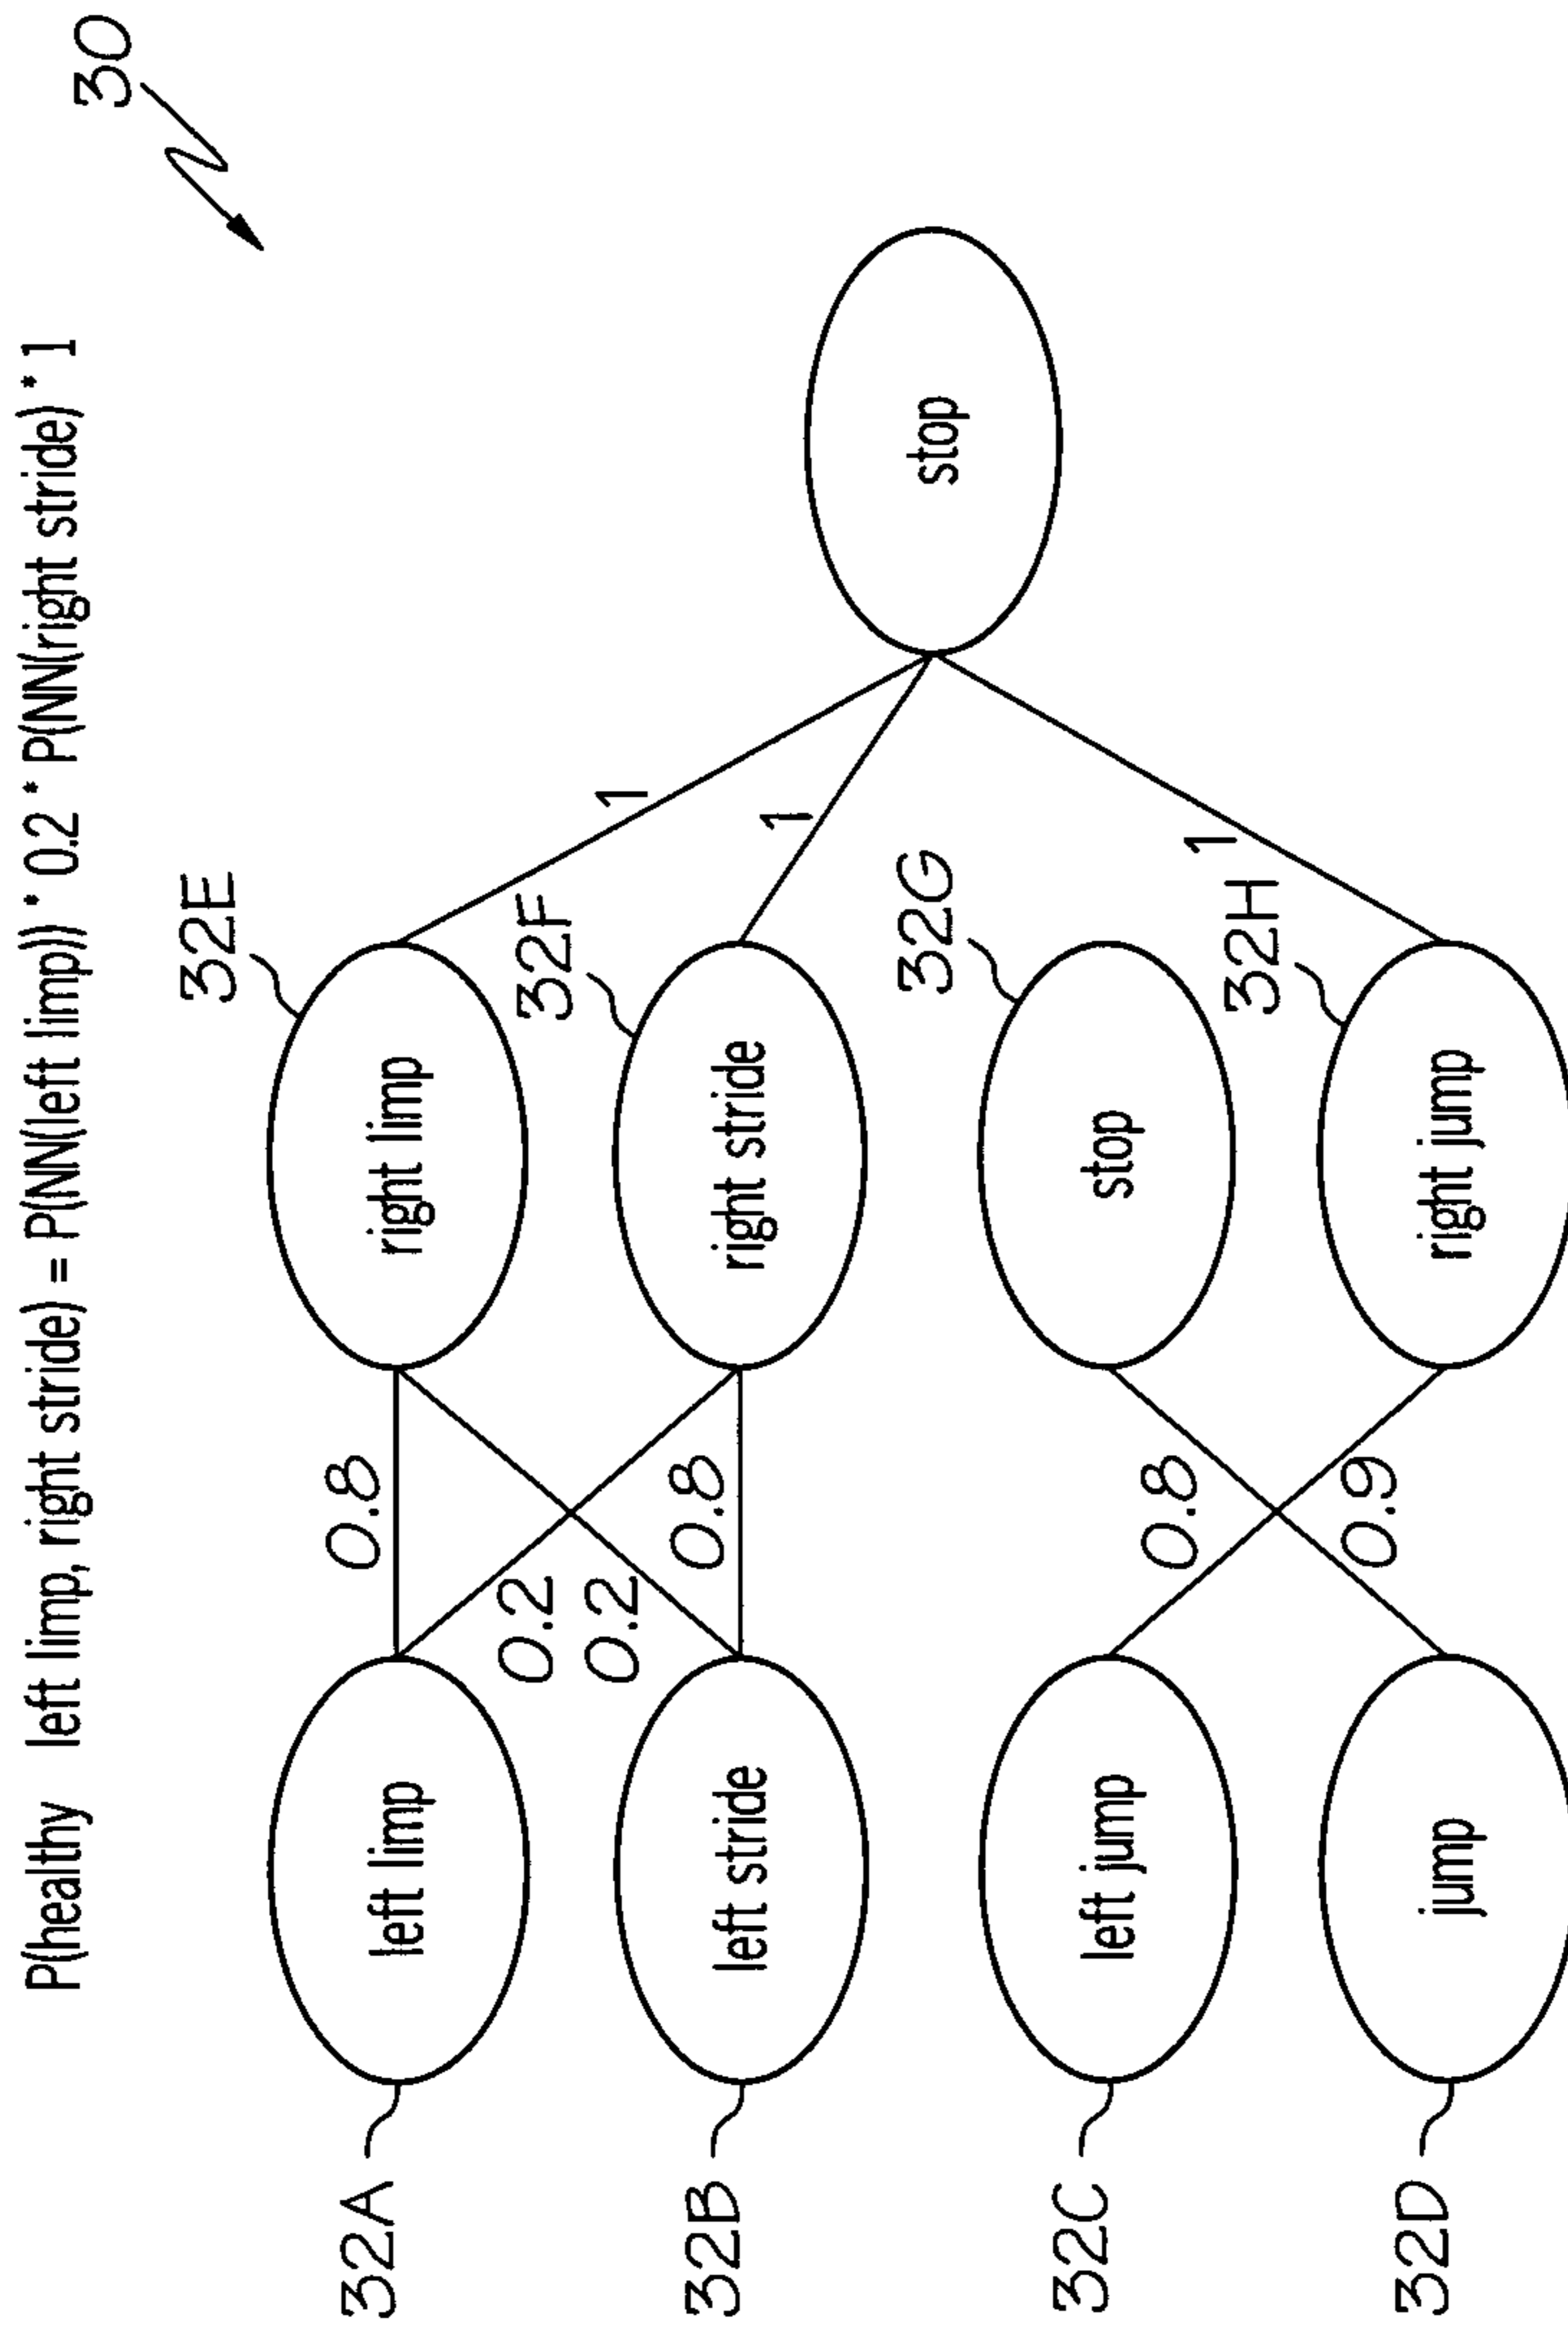 P(healthy left limp, right stride) = P(NN(left limp)) * 0.2 * P(NN(right stride) * 1
30
32A
left limp
0.8
right limp
32E
1
0.2
0.2
32B
left stride
0.8
right stride
32F
1
stop
32C
left jump
0.8
stop
32G
32D
jump
0.9
right jump
32H
1